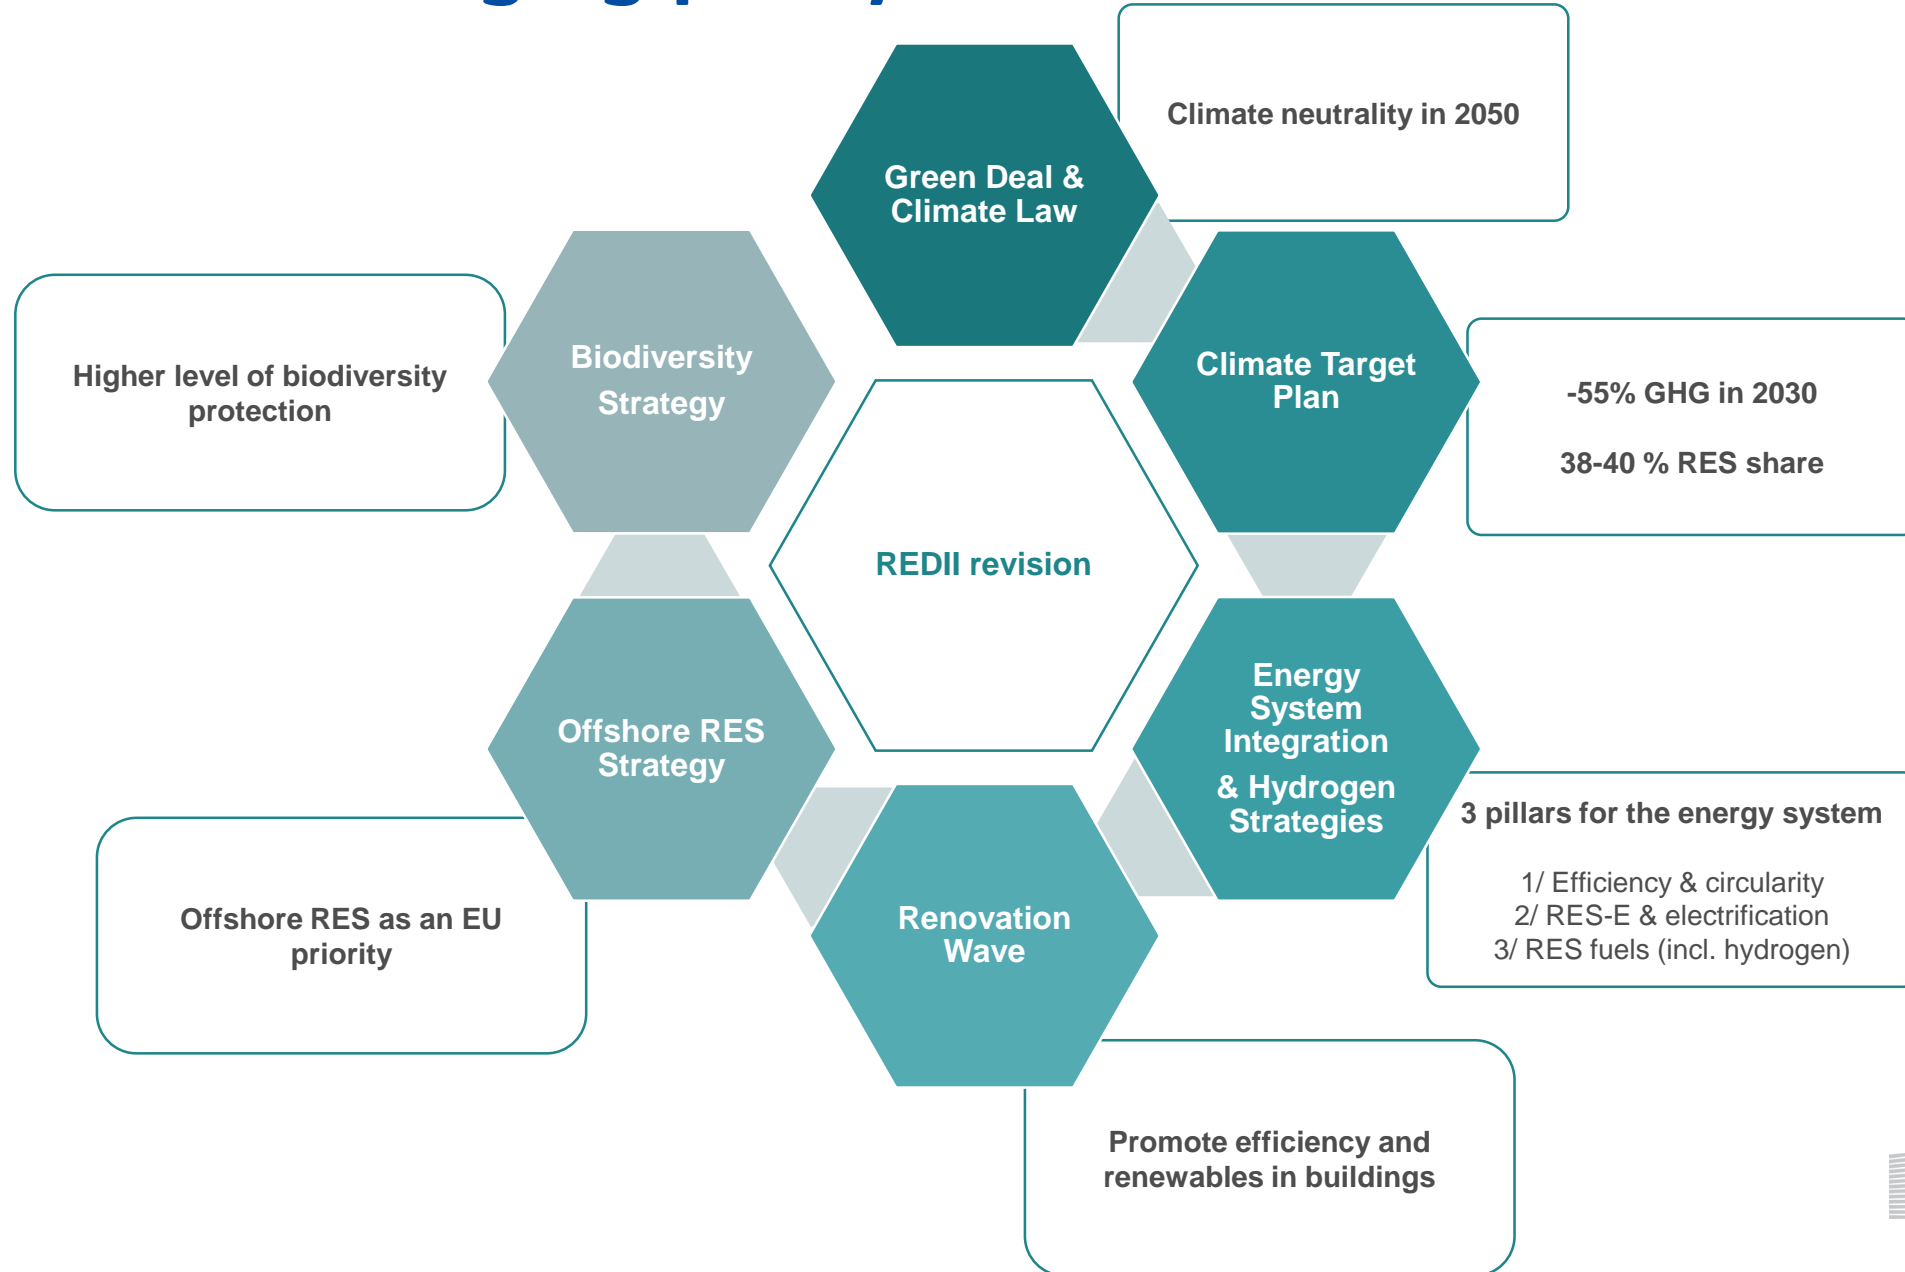 Climate neutrality in 2050
Green Deal &
Climate Law
Biodiversity
Strategy
Higher level of biodiversity
protection
Climate Target
Plan
-55% GHG in 2030
38-40 % RES share
REDII revision
Energy
System
Integration
& Hydrogen
Strategies
3 pillars for the energy system
1/ Efficiency & circularity
2/ RES-E & electrification
3/ RES fuels (incl. hydrogen)
Offshore RES
Strategy
Offshore RES as an EU
priority
Renovation
Wave
Promote efficiency and
renewables in buildings